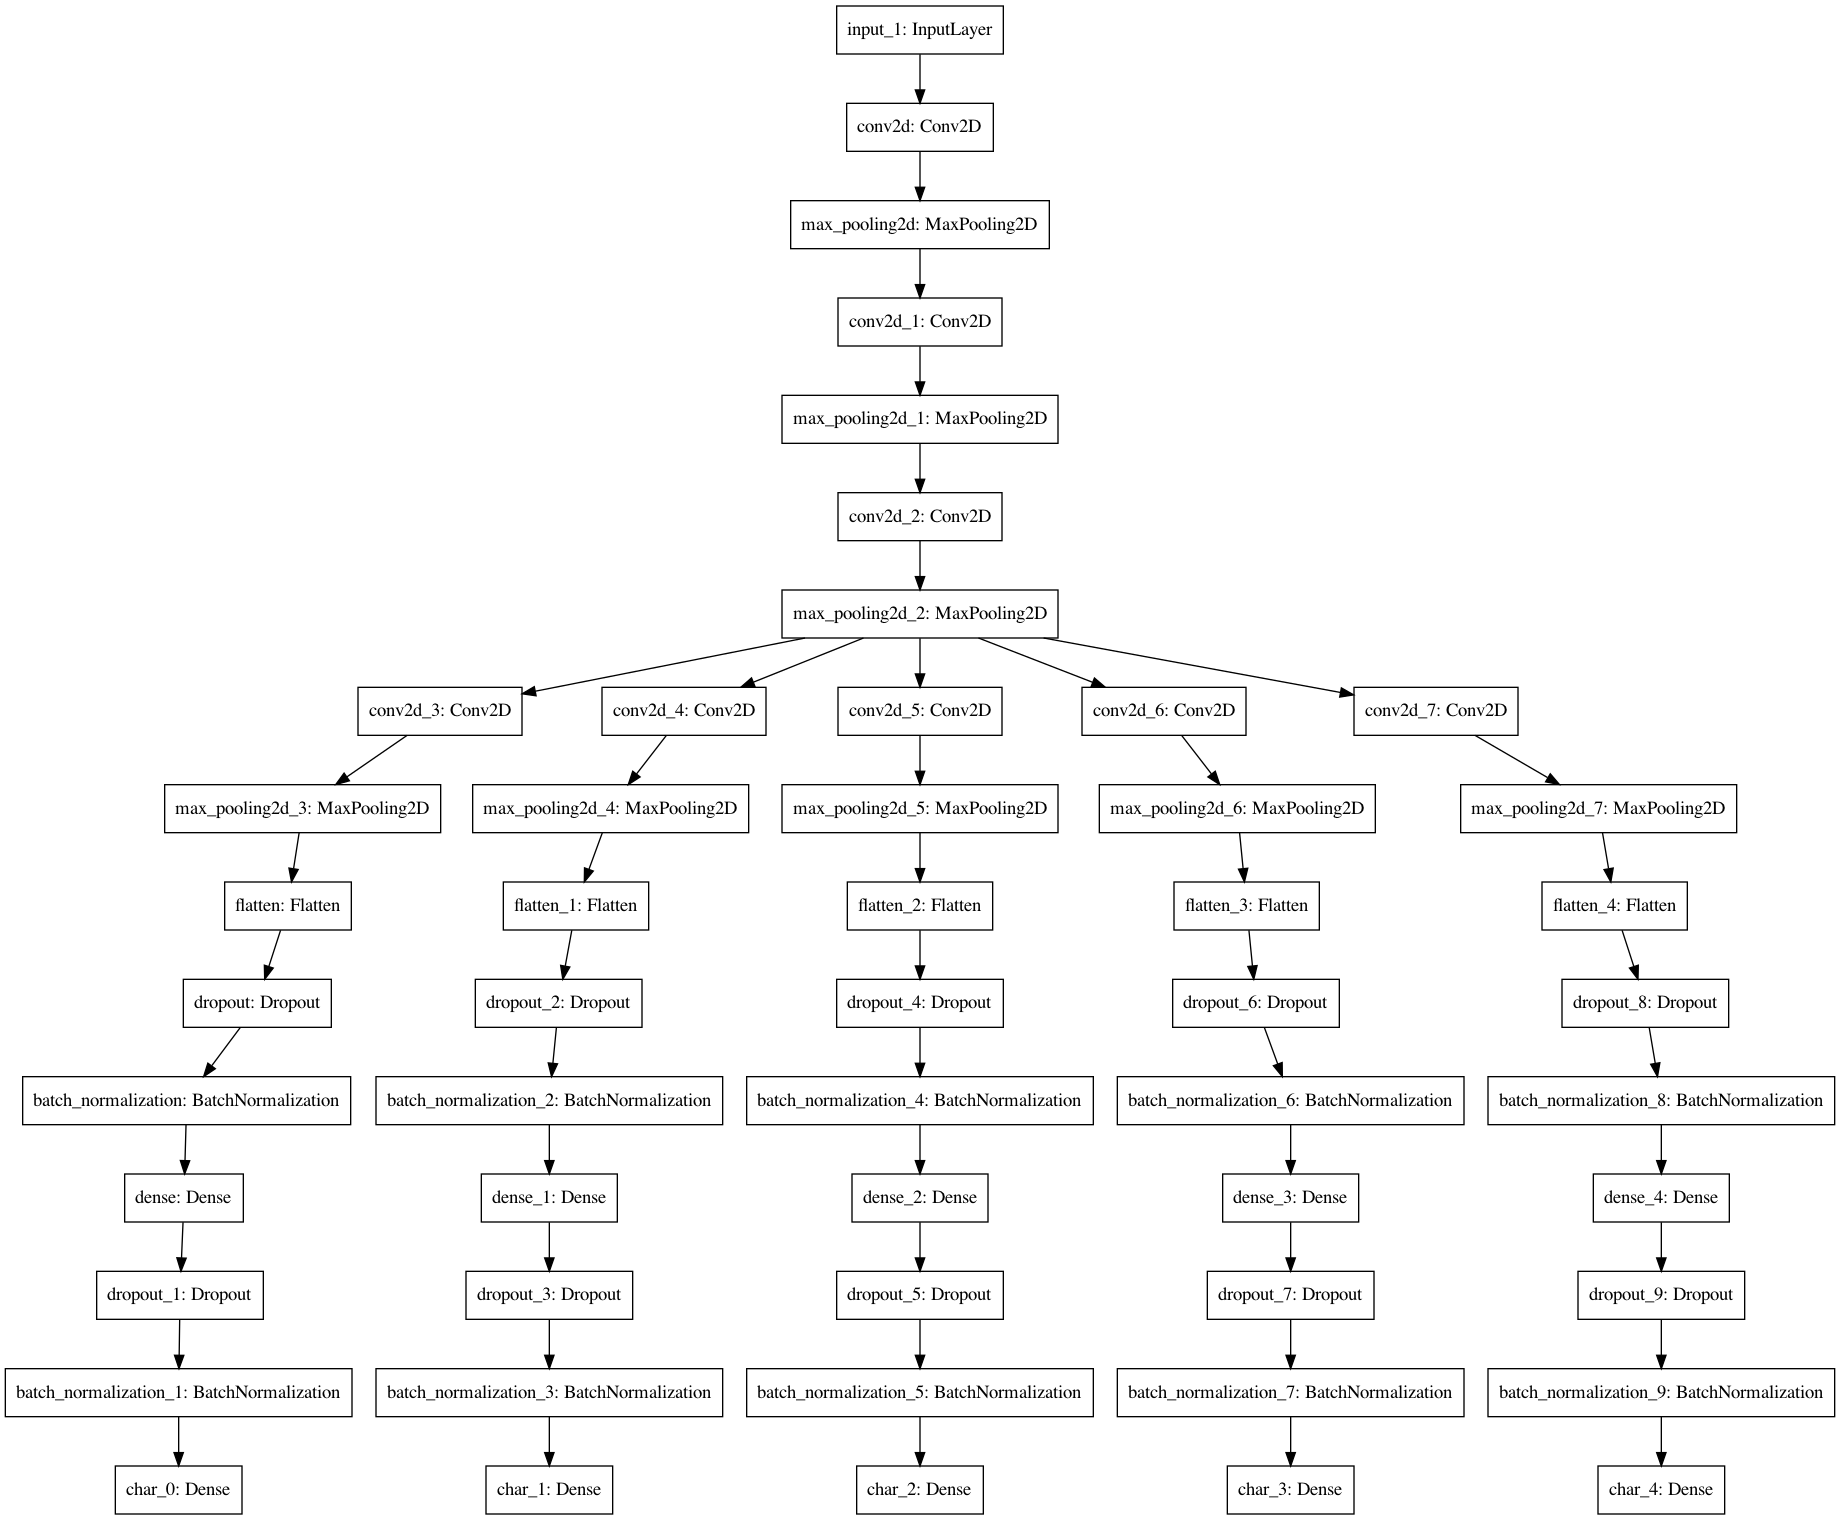 input_1: InputLayer
conv2d: Conv2D
max_pooling2d: MaxPooling2D
conv2d_1: Conv2D
max_pooling2d_1: MaxPooling2D
conv2d_2: Conv2D
max_pooling2d_2: MaxPooling2D
conv2d_3: Conv2D
conv2d_4: Conv2D
conv2d_5: Conv2D
conv2d_6: Conv2D
conv2d_7: Conv2D
max_pooling2d_3: MaxPooling2D
max_pooling2d_4: MaxPooling2D
max_pooling2d_5: MaxPooling2D
max_pooling2d_6: MaxPooling2D
max_pooling2d_7: MaxPooling2D
flatten: Flatten
flatten_1: Flatten
flatten_2: Flatten
flatten_3: Flatten
flatten_4: Flatten
dropout: Dropout
dropout_2: Dropout
dropout_4: Dropout
dropout_6: Dropout
dropout_8: Dropout
batch_normalization: BatchNormalization
batch_normalization_2: BatchNormalization
batch_normalization_4: BatchNormalization
batch_normalization_6: BatchNormalization
batch_normalization_8: BatchNormalization
dense: Dense
dense_1: Dense
dense_2: Dense
dense_3: Dense
dense_4: Dense
dropout_1: Dropout
dropout_3: Dropout
dropout_5: Dropout
dropout_7: Dropout
dropout_9: Dropout
batch_normalization_1: BatchNormalization
batch_normalization_3: BatchNormalization
batch_normalization_5: BatchNormalization
batch_normalization_7: BatchNormalization
batch_normalization_9: BatchNormalization
char_0: Dense
char_1: Dense
char_2: Dense
char_3: Dense
char_4: Dense